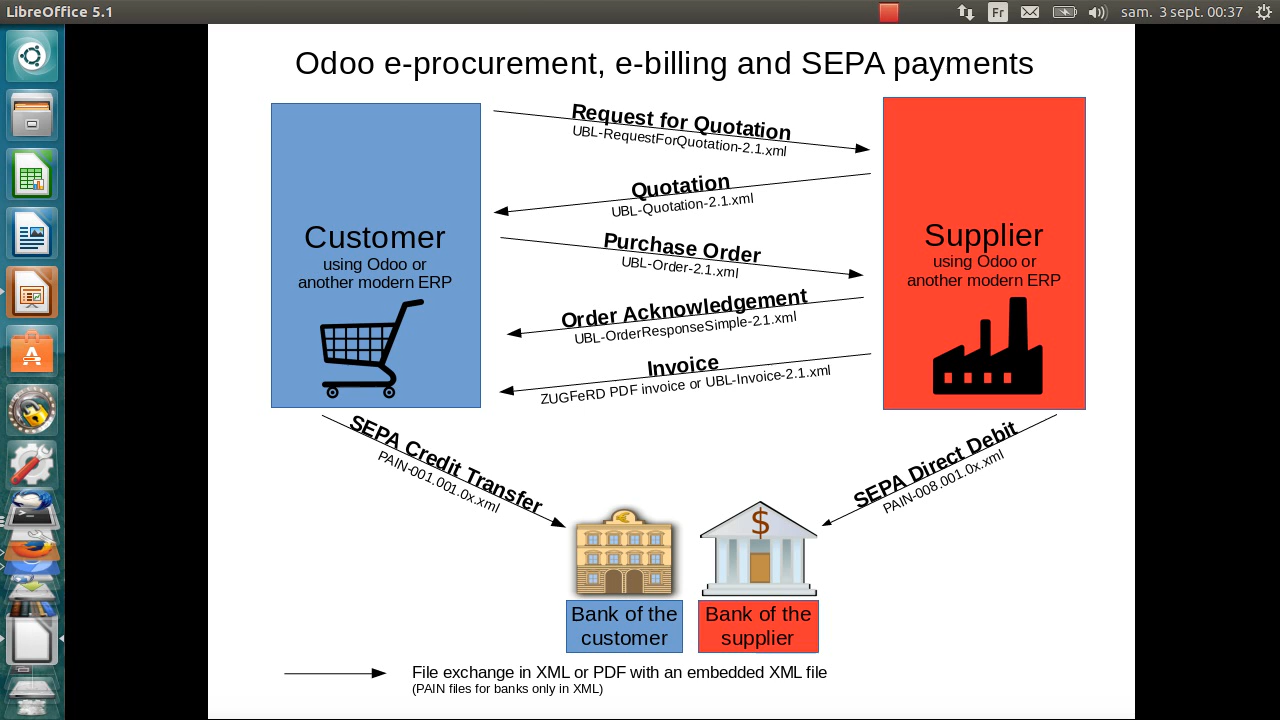 LibreOffice 5.1
Fr
sam. 3 sept. 00:37
Odoo e-procurement, e-billing and SEPA payments
Request for Quotation
UBL-RequestForQuotation-2.1.xml
Quotation
UBL-Quotation-2.1.xml
Customer
using Odoo or
another modern ERP
Purchase Order
UBL-Order-2.1.xml
Supplier
using Odoo or
another modern ERP
Order Acknowledgement
UBL-OrderResponseSimple-2.1.xml
Invoice
ZUGFeRD PDF invoice or UBL-Invoice-2.1.xml
SEPA Credit Transfer
PAIN-001.001.0x.xml
SEPA Direct Debit
PAIN-008.001.0x.xml
€
$
Bank of the
customer
Bank of the
supplier
File exchange in XML or PDF with an embedded XML file
(PAIN files for banks only in XML)